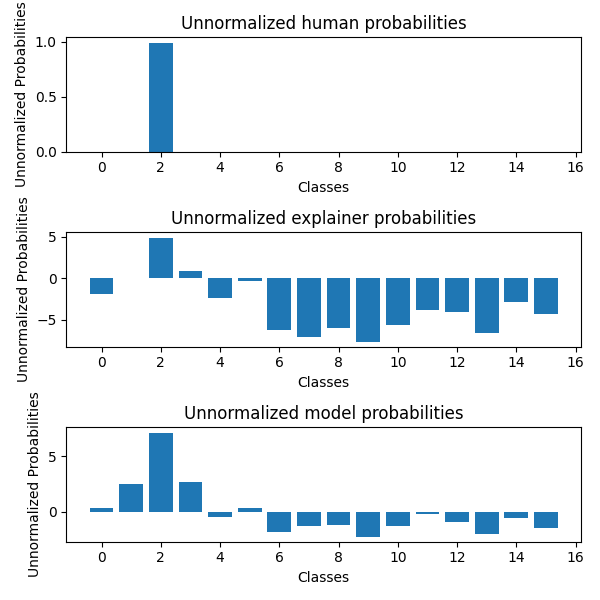 Unnormalized human probabilities
Unnormalized Probabilities
1.0
0.5
0.0
0 2 4 6 8 10 12 14 16
Classes
Unnormalized explainer probabilities
Unnormalized Probabilities
5
0
−5
0 2 4 6 8 10 12 14 16
Classes
Unnormalized model probabilities
Unnormalized Probabilities
5
0
0 2 4 6 8 10 12 14 16
Classes